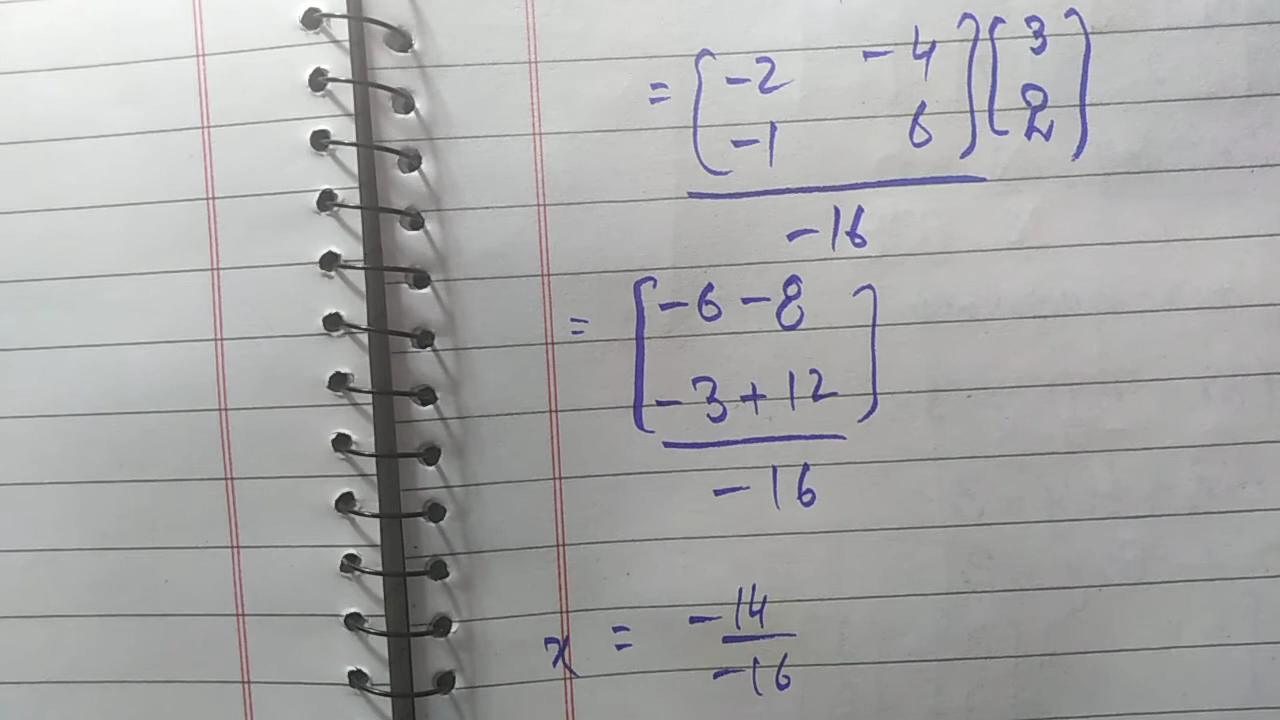 = [-2 -4] [3]
[-1 6] [2]
-16
= [-6 -8]
[-3 + 12]
-16
x = -14
-16